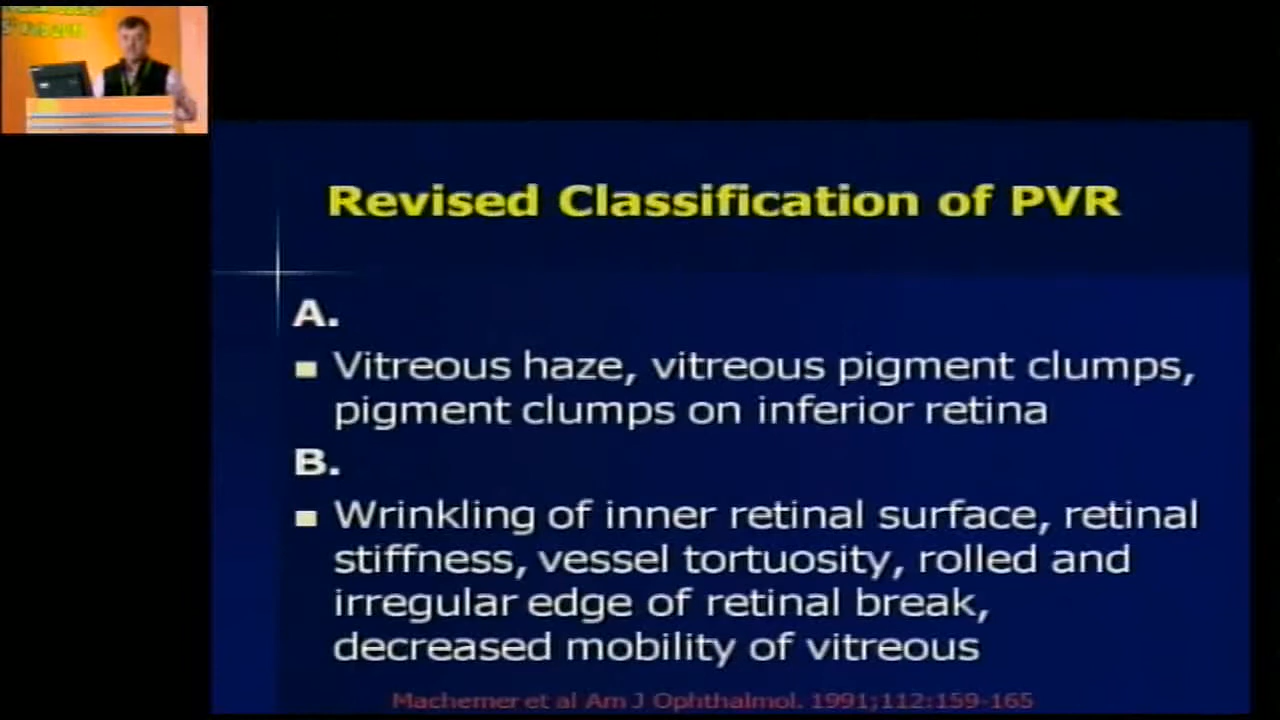 Revised Classification of PVR
A.
Vitreous haze, vitreous pigment clumps,
pigment clumps on inferior retina
B.
Wrinkling of inner retinal surface, retinal
stiffness, vessel tortuosity, rolled and
irregular edge of retinal break,
decreased mobility of vitreous
Machemer et al Am J Ophthalmol. 1991;112:159-165